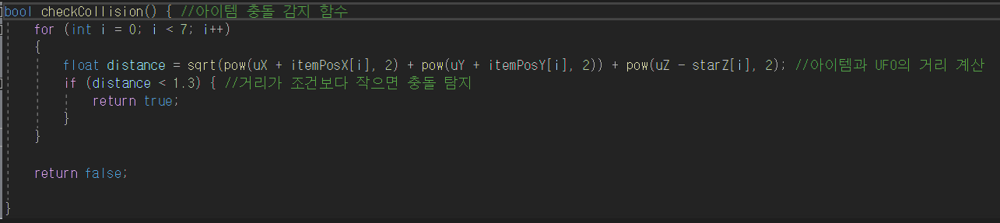 bool checkCollision() { //아이템 충돌 감지 함수
for (int i = 0; i < 7; i++)
{
float distance = sqrt(pow(uX + itemPosX[i], 2) + pow(uY + itemPosY[i], 2)) + pow(uZ - starZ[i], 2); //아이템과 UFO의 거리 계산
if (distance < 1.3) { //거리가 조건보다 작으면 충돌 탐지
return true;
}
}
return false;
}